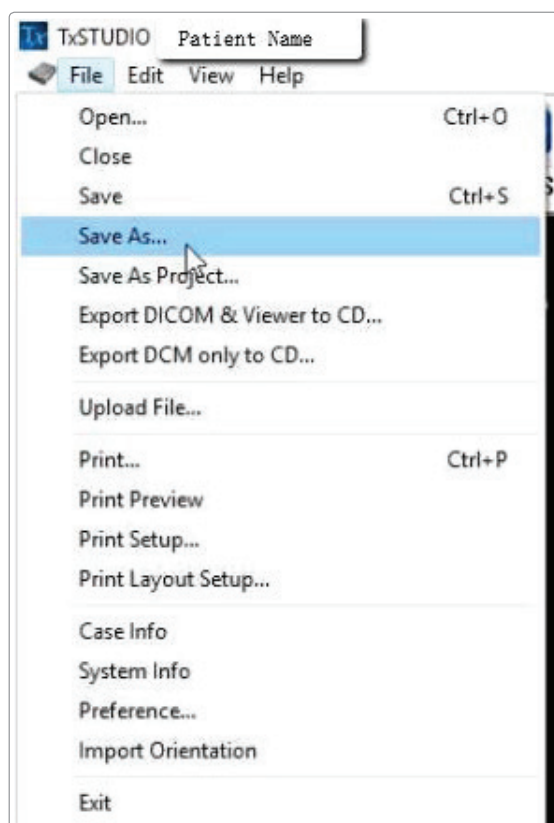 Tx TxSTUDIO Patient Name
File Edit View Help
Open... Ctrl+O
Close
Save Ctrl+S
Save As...
Save As Project...
Export DICOM & Viewer to CD...
Export DCM only to CD...
Upload File...
Print... Ctrl+P
Print Preview
Print Setup...
Print Layout Setup...
Case Info
System Info
Preference...
Import Orientation
Exit